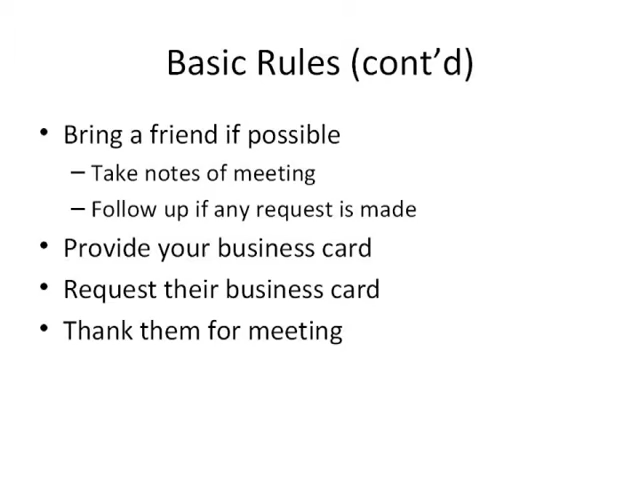 Basic Rules (cont’d)
• Bring a friend if possible
– Take notes of meeting
– Follow up if any request is made
• Provide your business card
• Request their business card
• Thank them for meeting